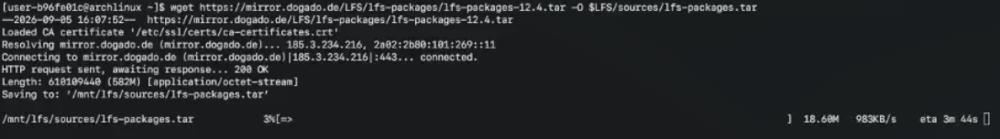 [user-b96fe01c@archlinux ~]$ wget https://mirror.dogado.de/LFS/lfs-packages/lfs-packages-12.4.tar -O $LFS/sources/lfs-packages.tar
--2026-09-05 16:07:52--  https://mirror.dogado.de/LFS/lfs-packages/lfs-packages-12.4.tar
Loaded CA certificate '/etc/ssl/certs/ca-certificates.crt'
Resolving mirror.dogado.de (mirror.dogado.de)... 185.3.234.216, 2a02:2b80:101:269::11
Connecting to mirror.dogado.de (mirror.dogado.de)|185.3.234.216|:443... connected.
HTTP request sent, awaiting response... 200 OK
Length: 610109440 (582M) [application/octet-stream]
Saving to: ‘/mnt/lfs/sources/lfs-packages.tar’
/mnt/lfs/sources/lfs-packages.tar 3%[=> ] 18.60M 983KB/s eta 3m 44s